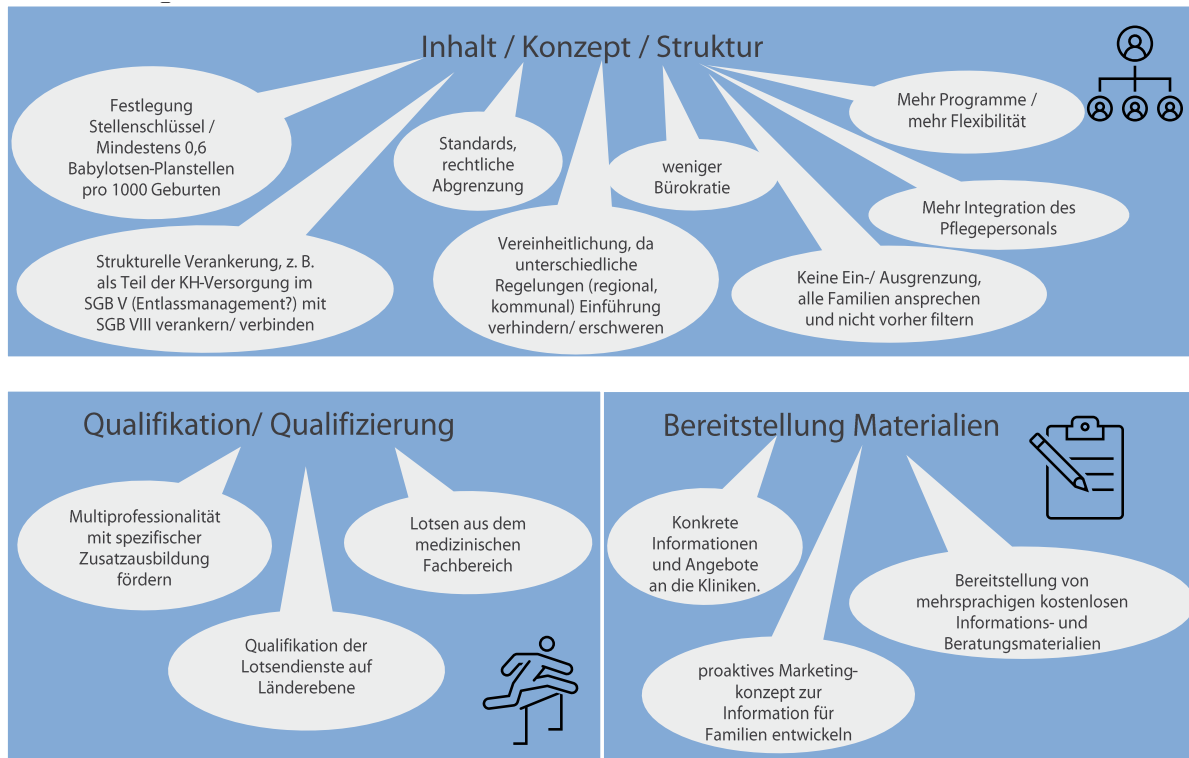 Inhalt / Konzept / Struktur
Festlegung
Stellenschlüssel /
Mindestens 0,6
Babylotsen-Planstellen
pro 1000 Geburten
Standards,
rechtliche
Abgrenzung
weniger
Bürokratie
Mehr Programme /
mehr Flexibilität
Mehr Integration des
Pflegepersonals
Strukturelle Verankerung, z. B.
als Teil der KH-Versorgung im
SGB V (Entlassmanagement?) mit
SGB VIII verankern/ verbinden
Vereinheitlichung, da
unterschiedliche
Regelungen (regional,
kommunal) Einführung
verhindern/ erschweren
Keine Ein-/ Ausgrenzung,
alle Familien ansprechen
und nicht vorher filtern
Qualifikation/ Qualifizierung
Multiprofessionalität
mit spezifischer
Zusatzausbildung
fördern
Lotsen aus dem
medizinischen
Fachbereich
Qualifikation der
Lotsendienste auf
Länderebene
Bereitstellung Materialien
Konkrete
Informationen
und Angebote
an die Kliniken.
Bereitstellung von
mehrsprachigen kostenlosen
Informations- und
Beratungsmaterialien
proaktives Marketing-
konzept zur
Information für
Familien entwickeln